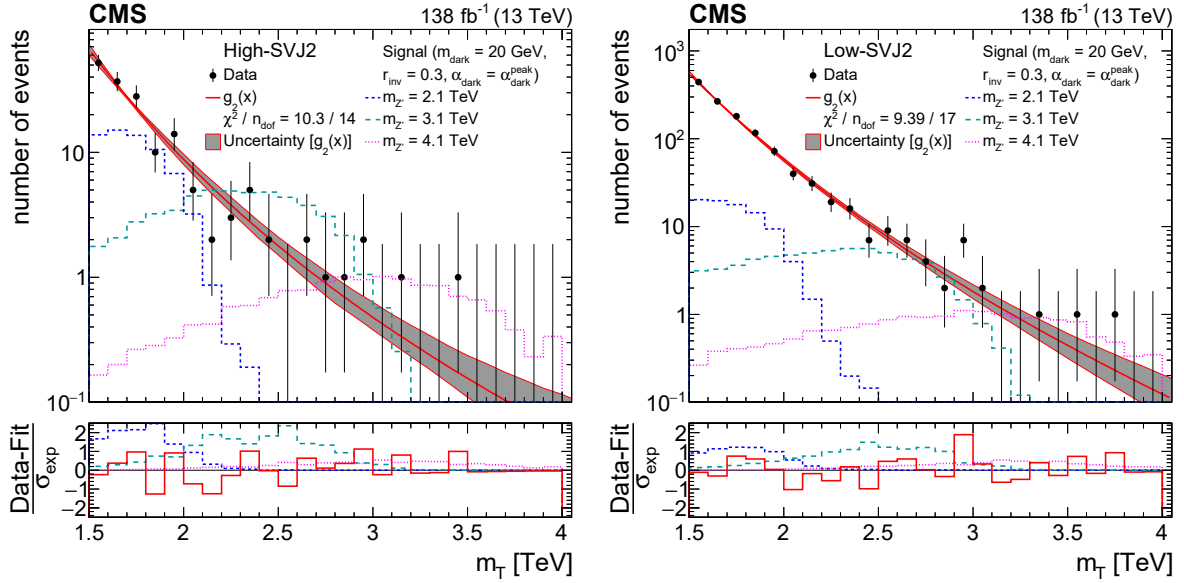 CMS 138 fb⁻¹ (13 TeV)
number of events
High-SVJ2
Data
g₂(x)
χ² / n_dof = 10.3 / 14
Uncertainty [g₂(x)]
Signal (m_dark = 20 GeV,
r_inv = 0.3, α_dark = α_dark^peak)
m_Z' = 2.1 TeV
m_Z' = 3.1 TeV
m_Z' = 4.1 TeV
10
1
10⁻¹
Data-Fit
σ_exp
2
1
0
−1
−2
1.5 2 2.5 3 3.5 4
m_T [TeV]
CMS 138 fb⁻¹ (13 TeV)
number of events
Low-SVJ2
Data
g₂(x)
χ² / n_dof = 9.39 / 17
Uncertainty [g₂(x)]
Signal (m_dark = 20 GeV,
r_inv = 0.3, α_dark = α_dark^peak)
m_Z' = 2.1 TeV
m_Z' = 3.1 TeV
m_Z' = 4.1 TeV
10³
10²
10
1
10⁻¹
Data-Fit
σ_exp
2
1
0
−1
−2
1.5 2 2.5 3 3.5 4
m_T [TeV]